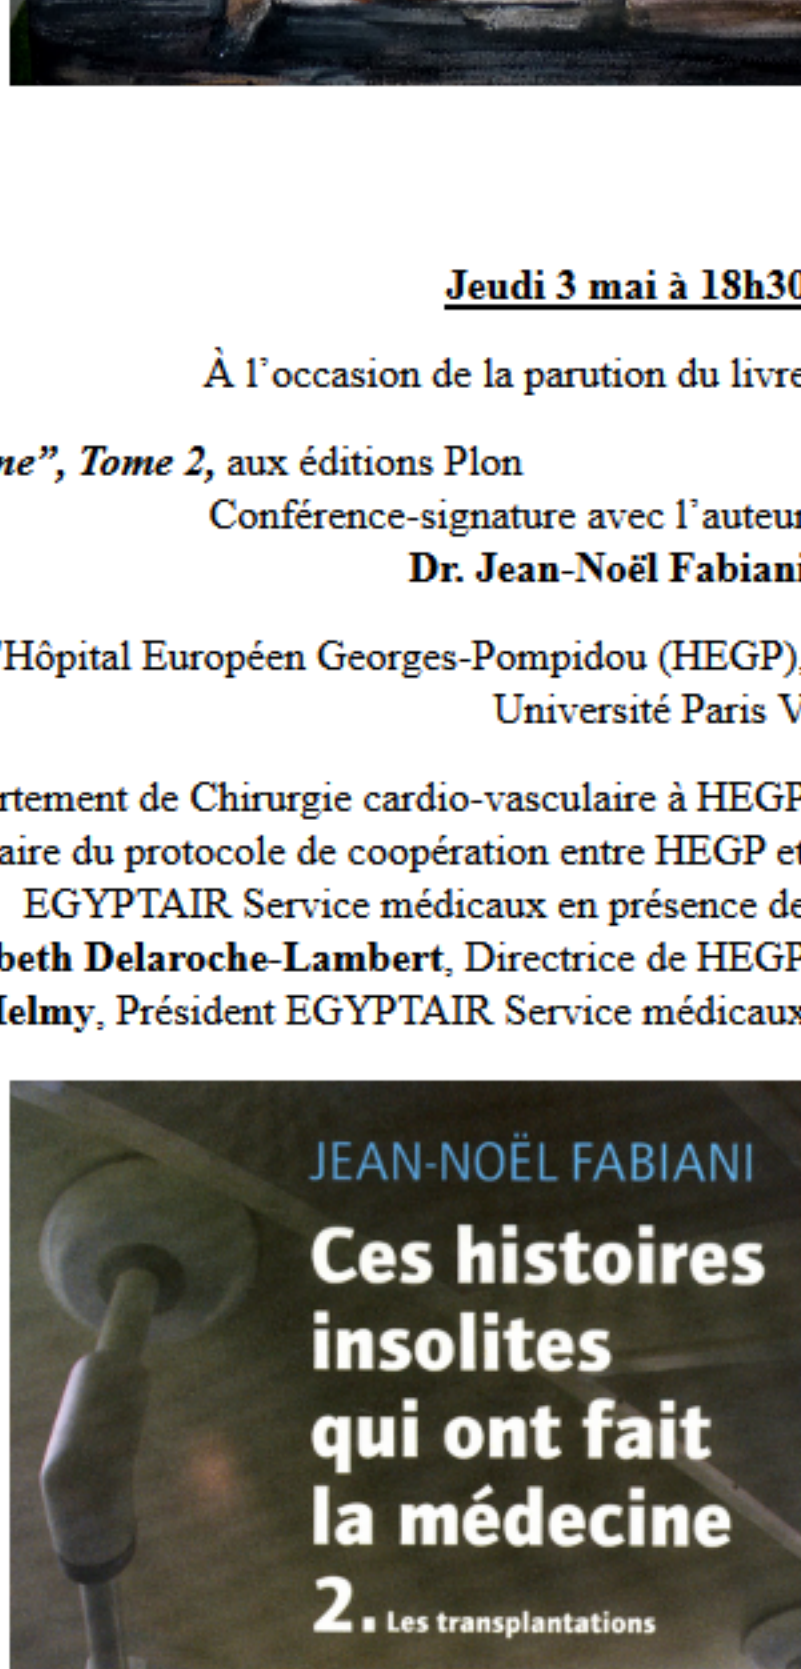 Jeudi 3 mai à 18h30
À l’occasion de la parution du livre
ne”, Tome 2, aux éditions Plon
Conférence-signature avec l’auteur
Dr. Jean-Noël Fabiani
l'Hôpital Européen Georges-Pompidou (HEGP),
Université Paris V
rtement de Chirurgie cardio-vasculaire à HEGP
aire du protocole de coopération entre HEGP et
EGYPTAIR Service médicaux en présence de
beth Delaroche-Lambert, Directrice de HEGP
Helmy, Président EGYPTAIR Service médicaux
JEAN-NOËL FABIANI
Ces histoires
insolites
qui ont fait
la médecine
2. Les transplantations